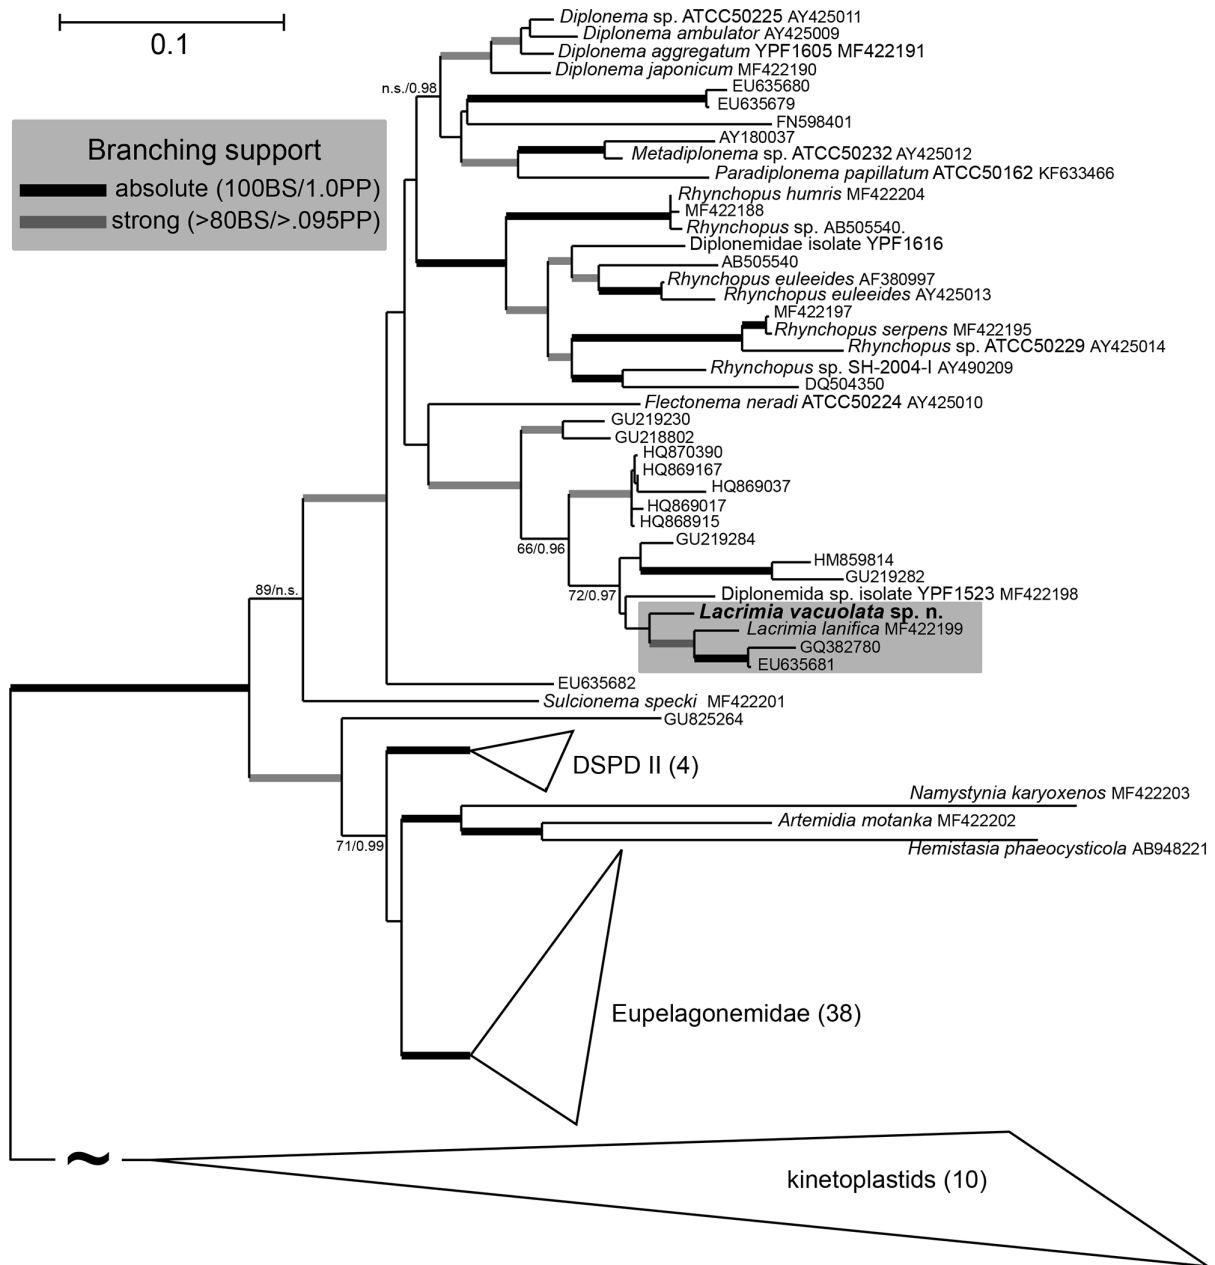 0.1
Branching support
absolute (100BS/1.0PP)
strong (>80BS/>.095PP)
Diplonema sp. ATCC50225 AY425011
Diplonema ambulator AY425009
Diplonema aggregatum YPF1605 MF422191
Diplonema japonicum MF422190
n.s./0.98
EU635680
EU635679
FN598401
AY180037
Metadiplonema sp. ATCC50232 AY425012
Paradiplonema papillatum ATCC50162 KF633466
Rhynchopus humris MF422204
MF422188
Rhynchopus sp. AB505540.
Diplonemidae isolate YPF1616
AB505540
Rhynchopus euleeides AF380997
Rhynchopus euleeides AY425013
MF422197
Rhynchopus serpens MF422195
Rhynchopus sp. ATCC50229 AY425014
Rhynchopus sp. SH-2004-I AY490209
DQ504350
Flectonema neradi ATCC50224 AY425010
GU219230
GU218802
HQ870390
HQ869167
HQ869037
HQ869017
HQ868915
66/0.96
GU219284
HM859814
GU219282
72/0.97
Diplonemida sp. isolate YPF1523 MF422198
Lacrimia vacuolata sp. n.
Lacrimia lanifica MF422199
GQ382780
EU635681
89/n.s.
EU635682
Sulcionema specki MF422201
GU825264
DSPD II (4)
Namystynia karyoxenos MF422203
Artemidia motanka MF422202
Hemistasia phaeocysticola AB948221
71/0.99
Eupelagonemidae (38)
kinetoplastids (10)